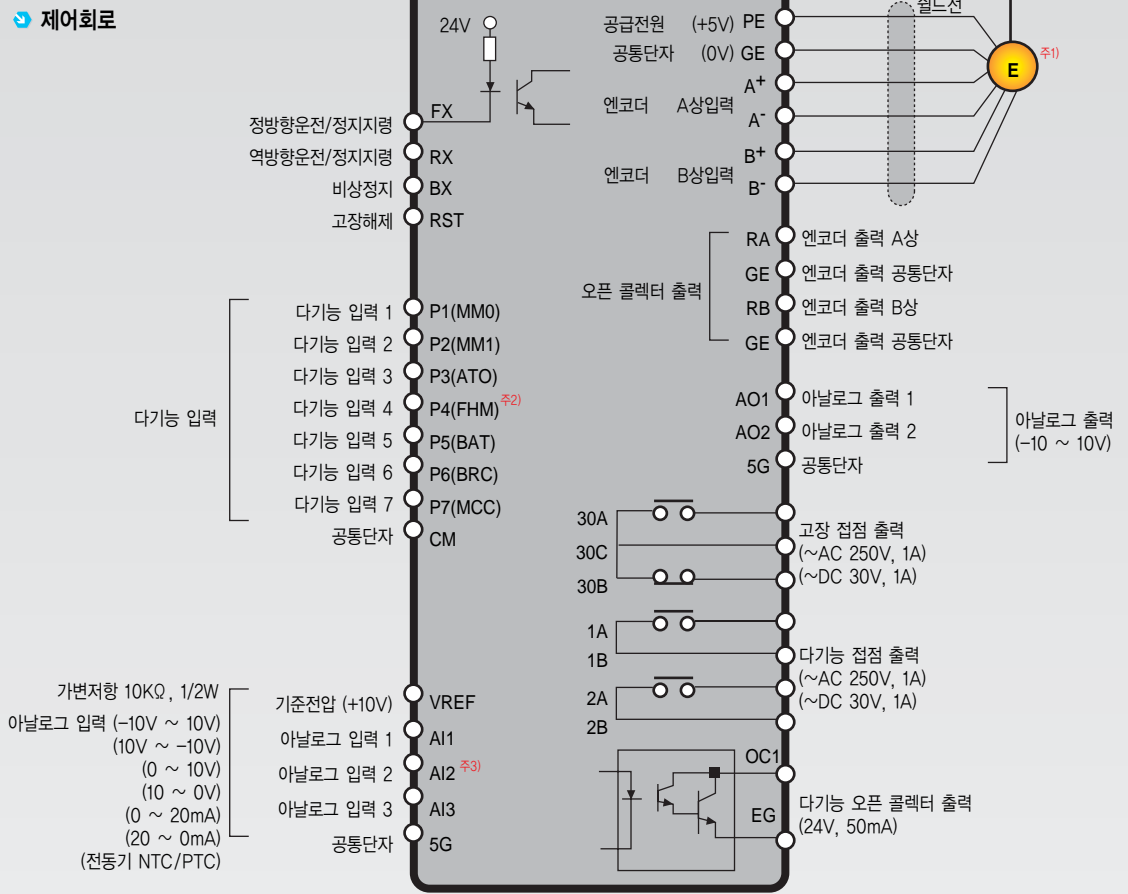 제어회로
24V
FX
정방향운전/정지지령
역방향운전/정지지령 RX
비상정지 BX
고장해제 RST
다기능 입력
다기능 입력 1 P1(MM0)
다기능 입력 2 P2(MM1)
다기능 입력 3 P3(ATO)
다기능 입력 4 P4(FHM) 주2)
다기능 입력 5 P5(BAT)
다기능 입력 6 P6(BRC)
다기능 입력 7 P7(MCC)
공통단자 CM
가변저항 10KΩ, 1/2W
아날로그 입력 (-10V ~ 10V)
(10V ~ -10V)
(0 ~ 10V)
(10 ~ 0V)
(0 ~ 20mA)
(20 ~ 0mA)
(전동기 NTC/PTC)
기준전압 (+10V) VREF
아날로그 입력 1 AI1
아날로그 입력 2 AI2 주3)
아날로그 입력 3 AI3
공통단자 5G
쉴드선
공급전원 (+5V) PE
공통단자 (0V) GE
A+
엔코더 A상입력
A-
B+
엔코더 B상입력
B-
E
주1)
오픈 콜렉터 출력
RA 엔코더 출력 A상
GE 엔코더 출력 공통단자
RB 엔코더 출력 B상
GE 엔코더 출력 공통단자
AO1 아날로그 출력 1
AO2 아날로그 출력 2
5G 공통단자
아날로그 출력
(-10 ~ 10V)
30A
30C
30B
고장 접점 출력
(~AC 250V, 1A)
(~DC 30V, 1A)
1A
1B
2A
2B
다기능 접점 출력
(~AC 250V, 1A)
(~DC 30V, 1A)
OC1
EG
다기능 오픈 콜렉터 출력
(24V, 50mA)